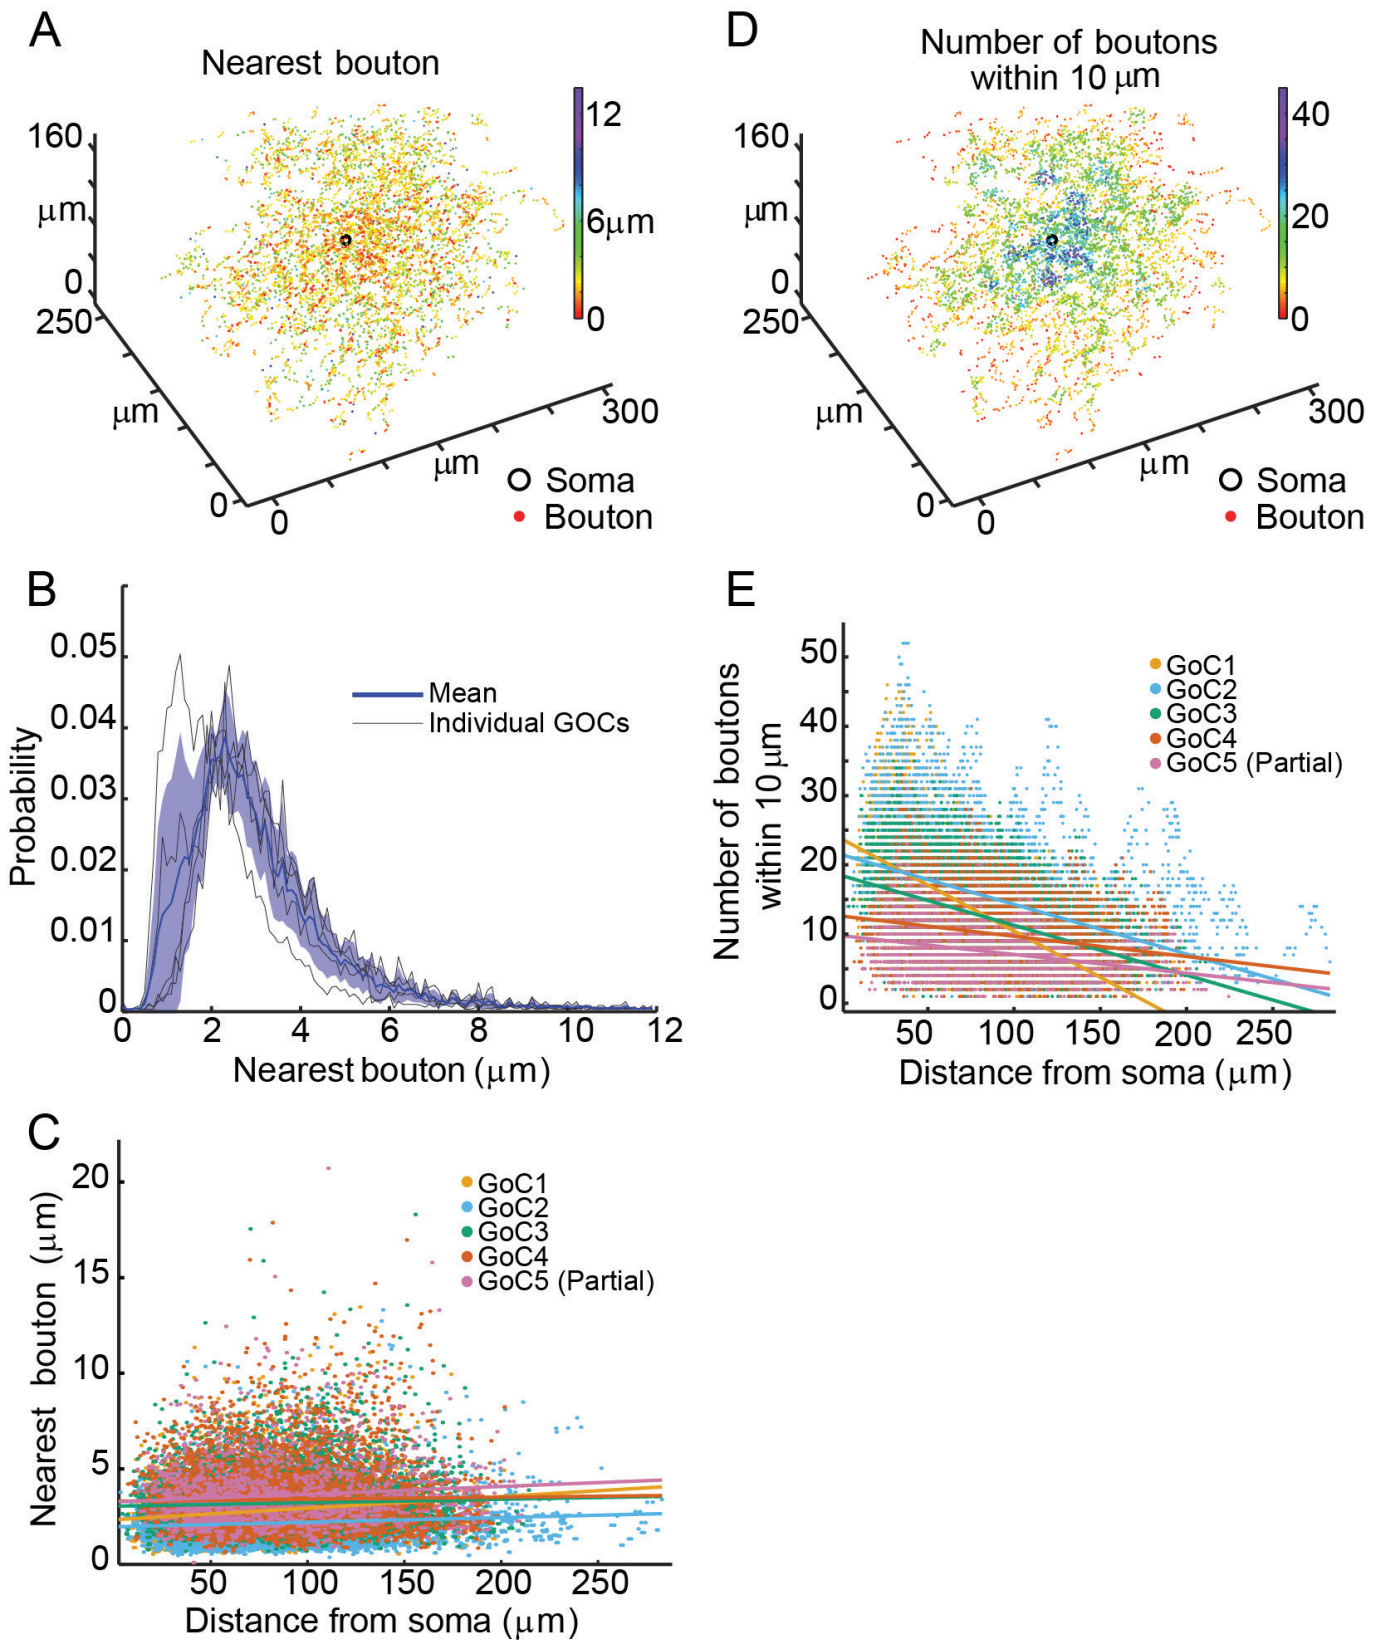 A
Nearest bouton
160
μm
0
250
μm
0
0
μm
300
12
6μm
0
Soma
Bouton
D
Number of boutons
within 10 μm
160
μm
0
250
μm
0
0
μm
300
40
20
0
Soma
Bouton
B
Probability
0.05
0.04
0.03
0.02
0.01
0
0 2 4 6 8 10 12
Nearest bouton (μm)
Mean
Individual GOCs
E
Number of boutons
within 10 μm
50
40
30
20
10
0
50 100 150 200 250
Distance from soma (μm)
GoC1
GoC2
GoC3
GoC4
GoC5 (Partial)
C
Nearest bouton (μm)
20
15
10
5
0
50 100 150 200 250
Distance from soma (μm)
GoC1
GoC2
GoC3
GoC4
GoC5 (Partial)